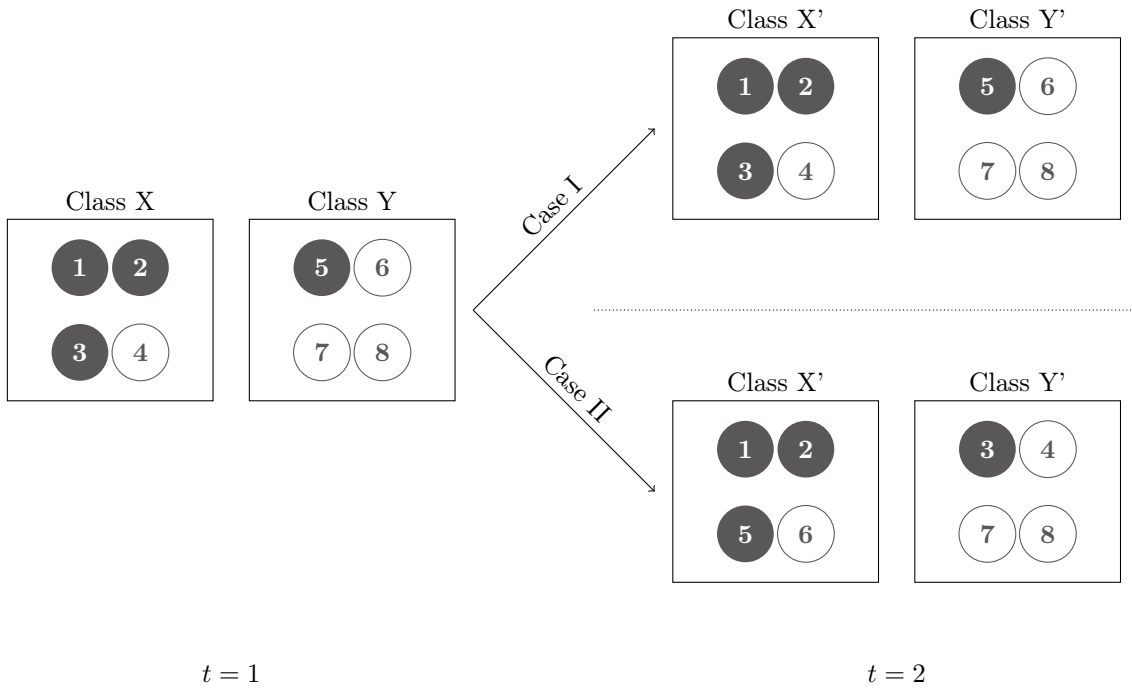 Class X' Class Y'
1 2 5 6
3 4 7 8
Case I
Class X Class Y
1 2 5 6
3 4 7 8
Case II
Class X' Class Y'
1 2 3 4
5 6 7 8
t = 1 t = 2